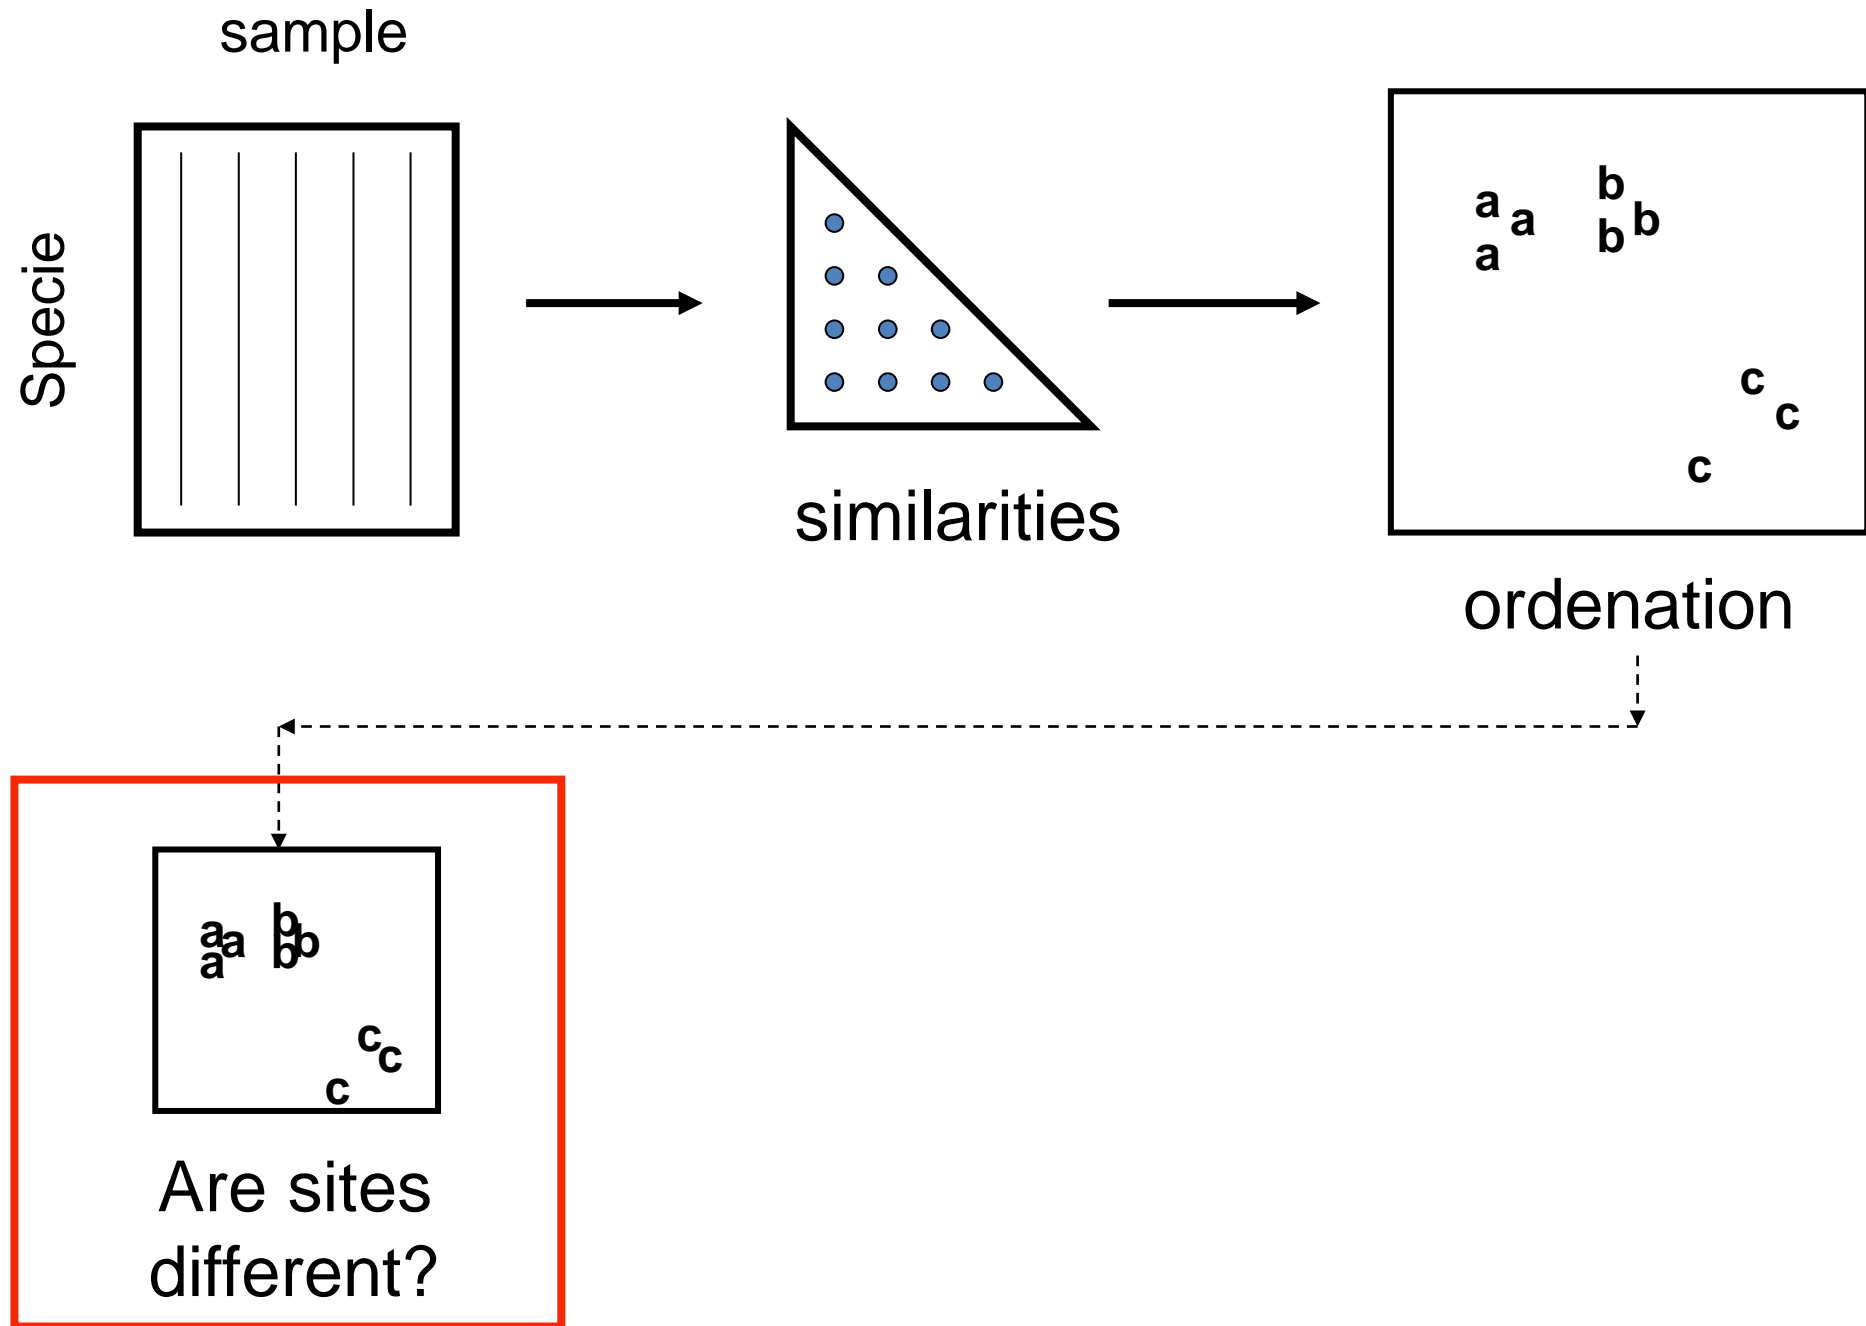 sample
Specie
similarities
a
a
a
b
b
b
c
c
c
ordenation
a
a
a
b
b
b
c
c
c
Are sites
different?